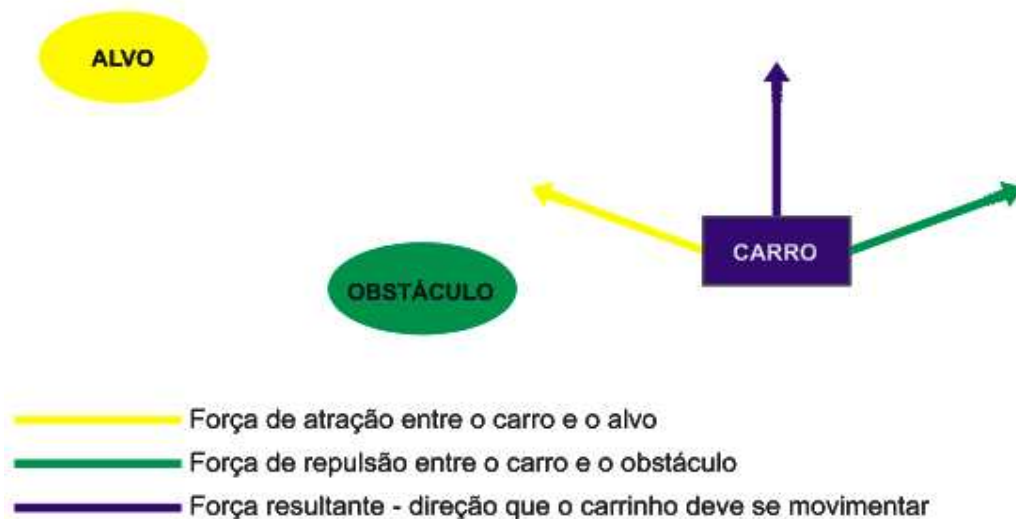 ALVO
CARRO
OBSTÁCULO
Força de atração entre o carro e o alvo
Força de repulsão entre o carro e o obstáculo
Força resultante - direção que o carrinho deve se movimentar